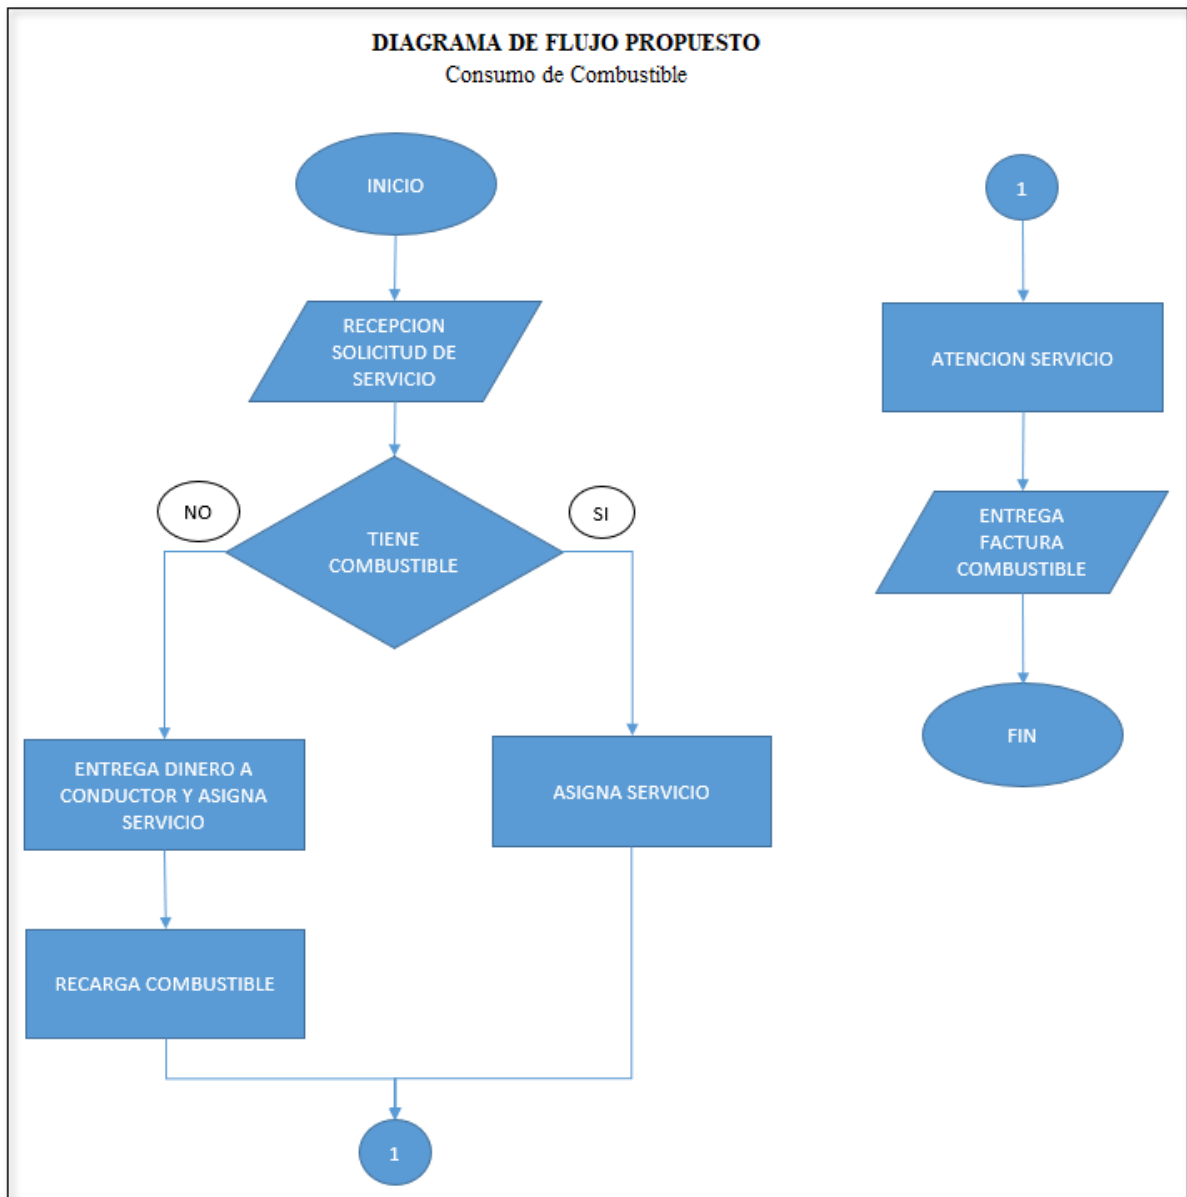 DIAGRAMA DE FLUJO PROPUESTO
Consumo de Combustible
INICIO
RECEPCION
SOLICITUD DE
SERVICIO
NO
SI
TIENE
COMBUSTIBLE
ENTREGA DINERO A
CONDUCTOR Y ASIGNA
SERVICIO
ASIGNA SERVICIO
RECARGA COMBUSTIBLE
1
1
ATENCION SERVICIO
ENTREGA
FACTURA
COMBUSTIBLE
FIN